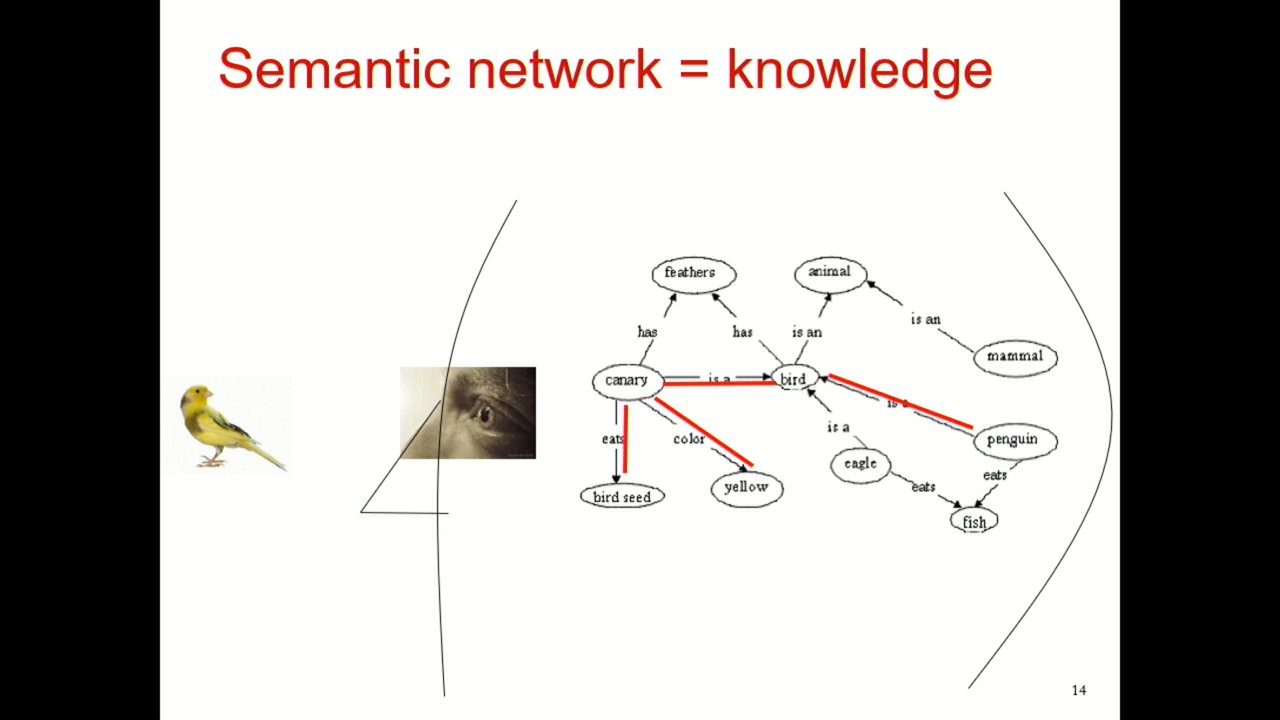 Semantic network = knowledge
feathers
animal
has
has
is an
is an
canary
is a
bird
mammal
is a
eats
color
is a
penguin
bird seed
yellow
eagle
eats
eats
fish
14